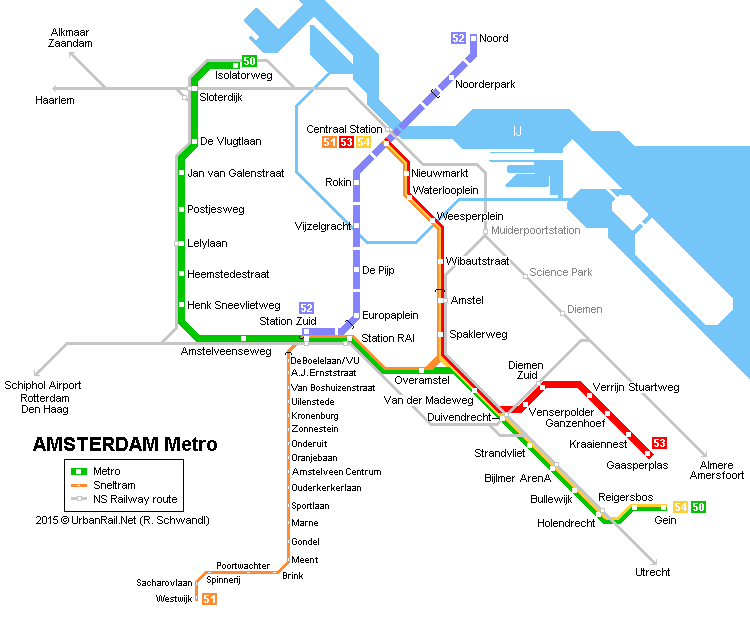 Alkmaar
Zaandam
Haarlem
50
Isolatorweg
Sloterdijk
52
Noord
Noorderpark
Centraal Station
51 53 54
IJ
De Vlugtlaan
Jan van Galenstraat
Postjesweg
Lelylaan
Heemstedestraat
Henk Sneevlietweg
Amstelveenseweg
Rokin
Vijzelgracht
De Pijp
Europaplein
52
Station Zuid
Station RAI
Nieuwmarkt
Waterlooplein
Weesperplein
Wibautstraat
Amstel
Spaklerweg
Overamstel
Van der Madeweg
Duivendrecht
Muiderpoortstation
Science Park
Diemen
Diemen
Zuid
Verrijn Stuartweg
Venserpolder
Ganzenhoef
Kraaiennest
53
Gaasperplas
Strandvliet
Bijlmer ArenA
Bullewijk
Holendrecht
Reigersbos
54 50
Gein
Almere
Amersfoort
Utrecht
Schiphol Airport
Rotterdam
Den Haag
DeBoelelaan/VU
A.J.Ernststraat
Van Boshuizenstraat
Uilenstede
Kronenburg
Zonnestein
Onderuit
Oranjebaan
Amstelveen Centrum
Ouderkerkerlaan
Sportlaan
Marne
Gondel
Meent
Brink
Poortwachter
Spinnerij
Sacharovlaan
Westwijk
51
AMSTERDAM Metro
Metro
Sneltram
NS Railway route
2015 © UrbanRail.Net (R. Schwandl)